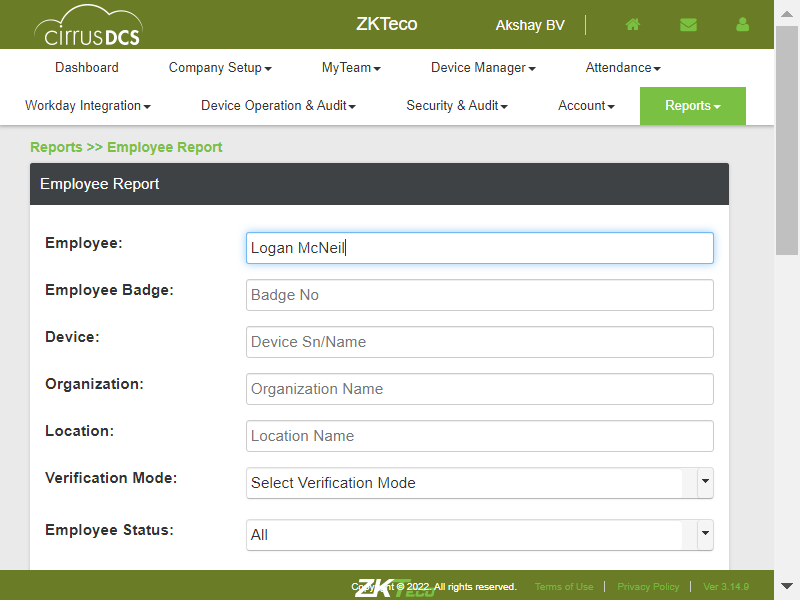 cirrusDCS
ZKTeco
Akshay BV
Dashboard
Company Setup
MyTeam
Device Manager
Attendance
Workday Integration
Device Operation & Audit
Security & Audit
Account
Reports
Reports >> Employee Report
Employee Report
Employee:
Logan McNeil
Employee Badge:
Badge No
Device:
Device Sn/Name
Organization:
Organization Name
Location:
Location Name
Verification Mode:
Select Verification Mode
Employee Status:
All
ZKTeco
Copyright © 2022. All rights reserved.
Terms of Use
Privacy Policy
Ver 3.14.9